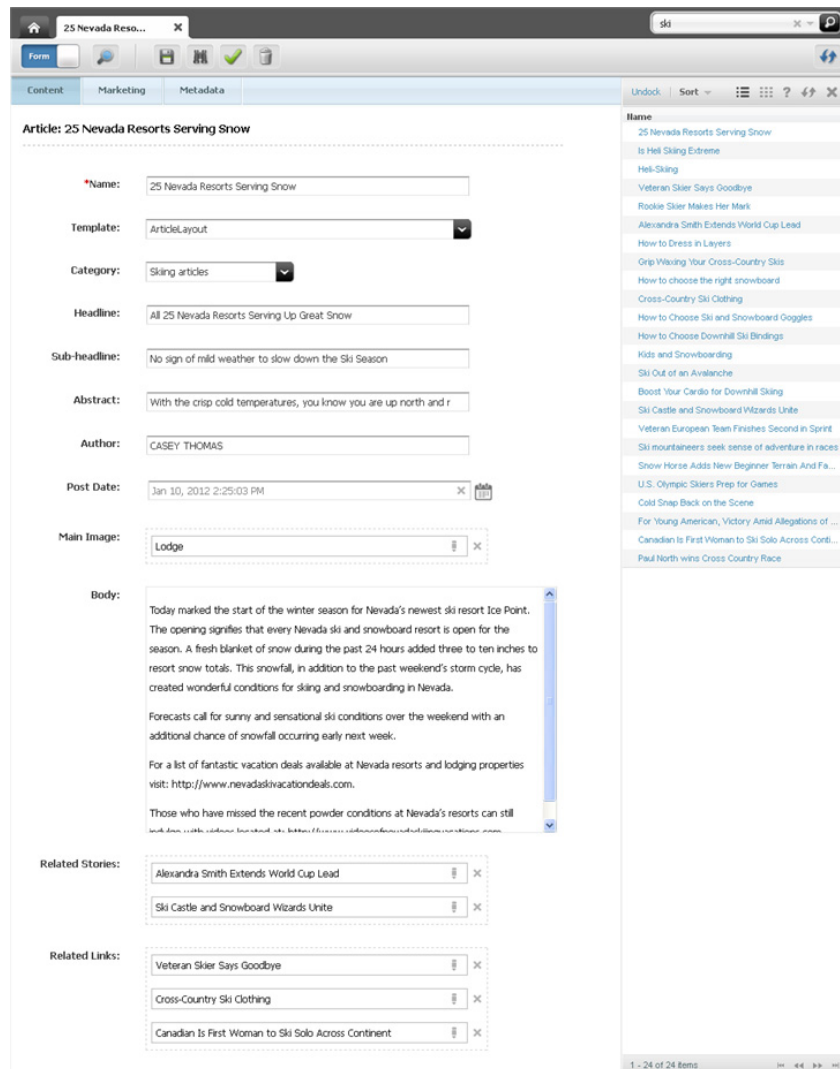 25 Nevada Reso...
ski
Form
Content Marketing Metadata
Undock Sort ?
Article: 25 Nevada Resorts Serving Snow
*Name: 25 Nevada Resorts Serving Snow
Template: ArticleLayout
Category: Skiing articles
Headline: All 25 Nevada Resorts Serving Up Great Snow
Sub-headline: No sign of mild weather to slow down the Ski Season
Abstract: With the crisp cold temperatures, you know you are up north and r
Author: CASEY THOMAS
Post Date: Jan 10, 2012 2:25:03 PM
Main Image: Lodge
Body:
Today marked the start of the winter season for Nevada's newest ski resort Ice Point.
The opening signifies that every Nevada ski and snowboard resort is open for the
season. A fresh blanket of snow during the past 24 hours added three to ten inches to
resort snow totals. This snowfall, in addition to the past weekend's storm cycle, has
created wonderful conditions for skiing and snowboarding in Nevada.
Forecasts call for sunny and sensational ski conditions over the weekend with an
additional chance of snowfall occurring early next week.
For a list of fantastic vacation deals available at Nevada resorts and lodging properties
visit: http://www.nevadaskivacationdeals.com.
Those who have missed the recent powder conditions at Nevada's resorts can still
Related Stories:
Alexandra Smith Extends World Cup Lead
Ski Castle and Snowboard Wizards Unite
Related Links:
Veteran Skier Says Goodbye
Cross-Country Ski Clothing
Canadian Is First Woman to Ski Solo Across Continent
Name
25 Nevada Resorts Serving Snow
Is Heli Skiing Extreme
Heli-Skiing
Veteran Skier Says Goodbye
Rookie Skier Makes Her Mark
Alexandra Smith Extends World Cup Lead
How to Dress in Layers
Grip Waxing Your Cross-Country Skis
How to choose the right snowboard
Cross-Country Ski Clothing
How to Choose Ski and Snowboard Goggles
How to Choose Downhill Ski Bindings
Kids and Snowboarding
Ski Out of an Avalanche
Boost Your Cardio for Downhill Skiing
Ski Castle and Snowboard Wizards Unite
Veteran European Team Finishes Second in Sprint
Ski mountaineers seek sense of adventure in races
Snow Horse Adds New Beginner Terrain And Fa...
U.S. Olympic Skiers Prep for Games
Cold Snap Back on the Scene
For Young American, Victory Amid Allegations of ...
Canadian Is First Woman to Ski Solo Across Conti...
Paul North wins Cross Country Race
1 - 24 of 24 items